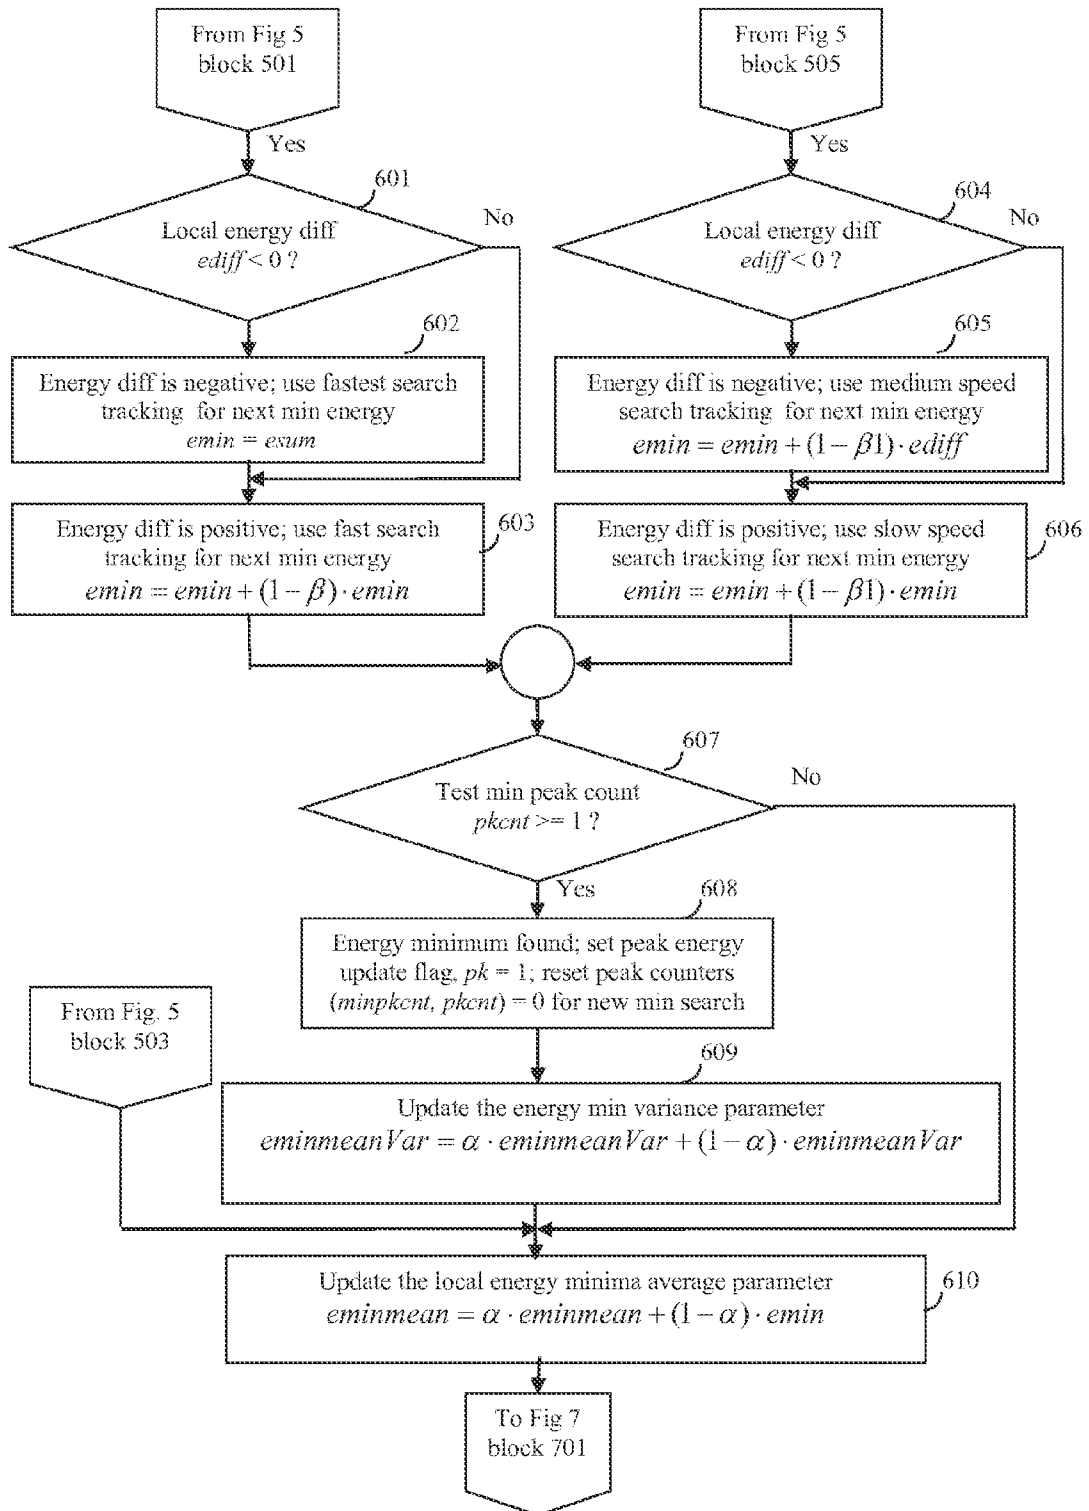 From Fig 5
block 501
Yes
601
Local energy diff
ediff < 0 ?
No
602
Energy diff is negative; use fastest search
tracking for next min energy
emin = esum
Energy diff is positive; use fast search
tracking for next min energy
emin = emin + (1 − β) · emin
603
From Fig 5
block 505
Yes
604
Local energy diff
ediff < 0 ?
No
605
Energy diff is negative; use medium speed
search tracking for next min energy
emin = emin + (1 − β1) · ediff
Energy diff is positive; use slow speed
search tracking for next min energy
emin = emin + (1 − β1) · emin
606
607
Test min peak count
pkcnt >= 1 ?
No
Yes
608
Energy minimum found; set peak energy
update flag, pk = 1; reset peak counters
(minpkcnt, pkcnt) = 0 for new min search
From Fig. 5
block 503
609
Update the energy min variance parameter
eminmeanVar = α · eminmeanVar + (1 − α) · eminmeanVar
Update the local energy minima average parameter
eminmean = α · eminmean + (1 − α) · emin
610
To Fig 7
block 701